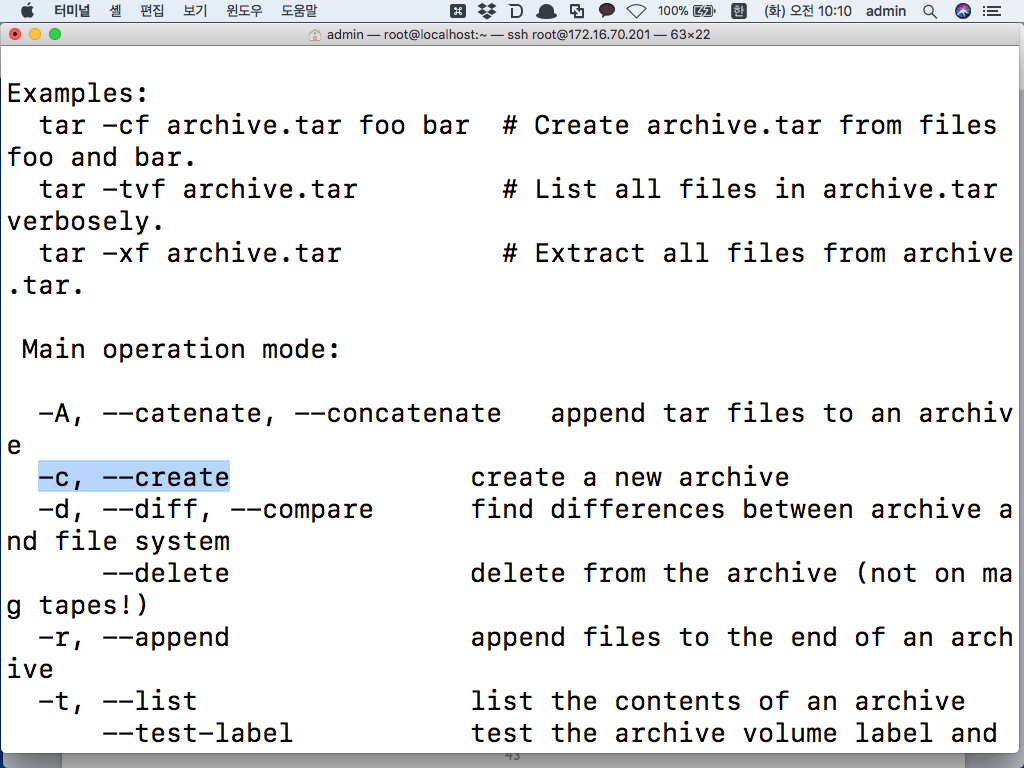 터미널 셸 편집 보기 윈도우 도움말 100% 한 (화) 오전 10:10 admin
admin — root@localhost:~ — ssh root@172.16.70.201 — 63×22
Examples:
  tar -cf archive.tar foo bar  # Create archive.tar from files
foo and bar.
  tar -tvf archive.tar         # List all files in archive.tar
verbosely.
  tar -xf archive.tar          # Extract all files from archive
.tar.
 Main operation mode:
  -A, --catenate, --concatenate   append tar files to an archiv
e
  -c, --create               create a new archive
  -d, --diff, --compare      find differences between archive a
nd file system
      --delete               delete from the archive (not on ma
g tapes!)
  -r, --append               append files to the end of an arch
ive
  -t, --list                 list the contents of an archive
      --test-label           test the archive volume label and
43